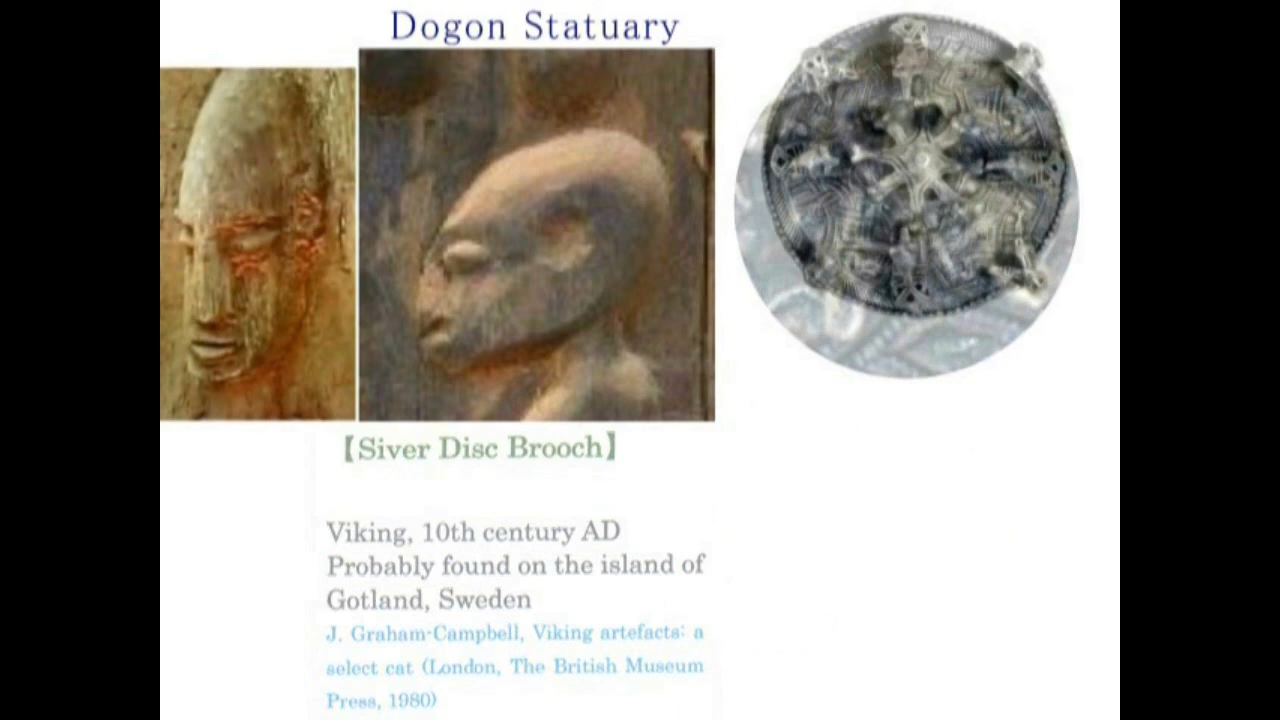 Dogon Statuary
【Siver Disc Brooch】
Viking, 10th century AD
Probably found on the island of
Gotland, Sweden
J. Graham-Campbell, Viking artefacts: a
select cat (London, The British Museum
Press, 1980)